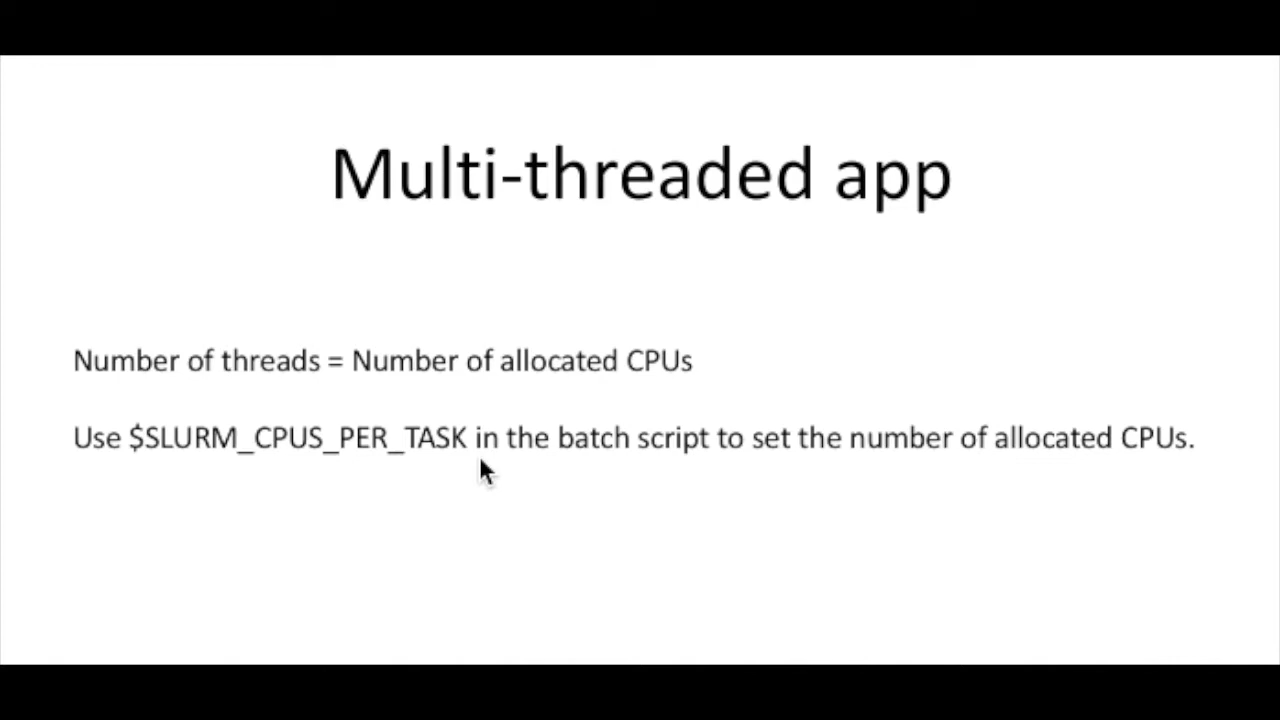 Multi-threaded app
Number of threads = Number of allocated CPUs
Use $SLURM_CPUS_PER_TASK in the batch script to set the number of allocated CPUs.